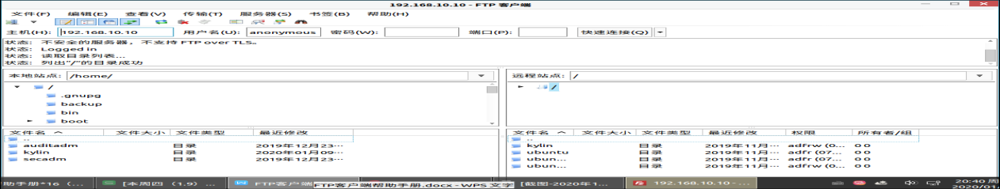 192.168.10.10 - FTP 客户端
文件(F) 编辑(E) 查看(V) 传输(T) 服务器(S) 书签(B) 帮助(H)
主机(H): 192.168.10.10 用户名(U): anonymous 密码(W): 端口(P): 快速连接(Q)
状态: 不安全的服务器，不支持 FTP over TLS。
状态: Logged in
状态: 读取目录列表...
状态: 列出"/"的目录成功
本地站点: /home/ 远程站点: /
/ /
.gnupg
backup
bin
boot
文件名 文件大小 文件类型 最近修改 文件名 文件大小 文件类型 最近修改 权限 所有者/组
.. ..
auditadm 目录 2019年12月23… kylin 目录 2019年11月… adfrw (0... 0 0
kylin 目录 2020年01月09… ubuntu 目录 2019年11月… adfr (07... 0 0
secadm 目录 2019年12月23… ubun... 目录 2019年11月… adfr (07... 0 0
ubun... 目录 2019年11月… adfrw (0... 0 0
助手册*16 （... [本周四 （1.9） ... FTP客户端 FTP客户端帮助手册.docx - WPS 文字 [截图-2020年1... 192.168.10.10-... 20:40 周
2020/01/